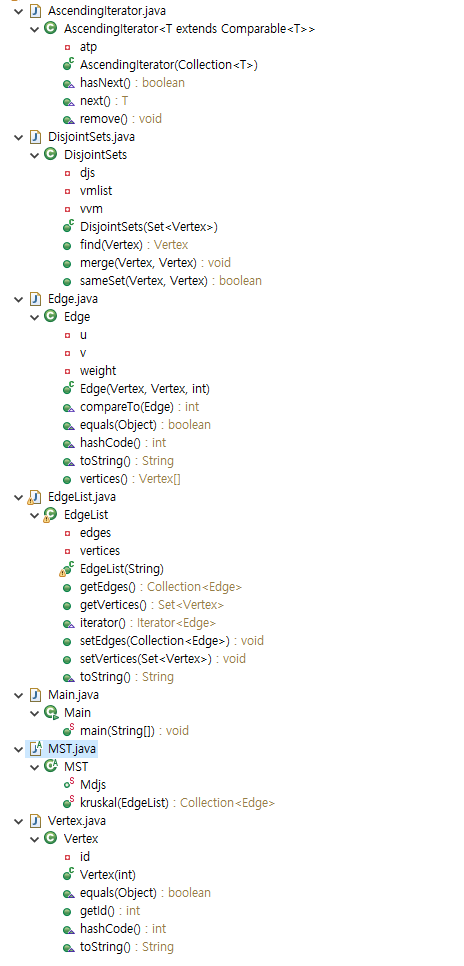 AscendingIterator.java
AscendingIterator<T extends Comparable<T>>
atp
AscendingIterator(Collection<T>)
hasNext() : boolean
next() : T
remove() : void
DisjointSets.java
DisjointSets
djs
vmlist
vvm
DisjointSets(Set<Vertex>)
find(Vertex) : Vertex
merge(Vertex, Vertex) : void
sameSet(Vertex, Vertex) : boolean
Edge.java
Edge
u
v
weight
Edge(Vertex, Vertex, int)
compareTo(Edge) : int
equals(Object) : boolean
hashCode() : int
toString() : String
vertices() : Vertex[]
EdgeList.java
EdgeList
edges
vertices
EdgeList(String)
getEdges() : Collection<Edge>
getVertices() : Set<Vertex>
iterator() : Iterator<Edge>
setEdges(Collection<Edge>) : void
setVertices(Set<Vertex>) : void
toString() : String
Main.java
Main
main(String[]) : void
MST.java
MST
Mdjs
kruskal(EdgeList) : Collection<Edge>
Vertex.java
Vertex
id
Vertex(int)
equals(Object) : boolean
getId() : int
hashCode() : int
toString() : String